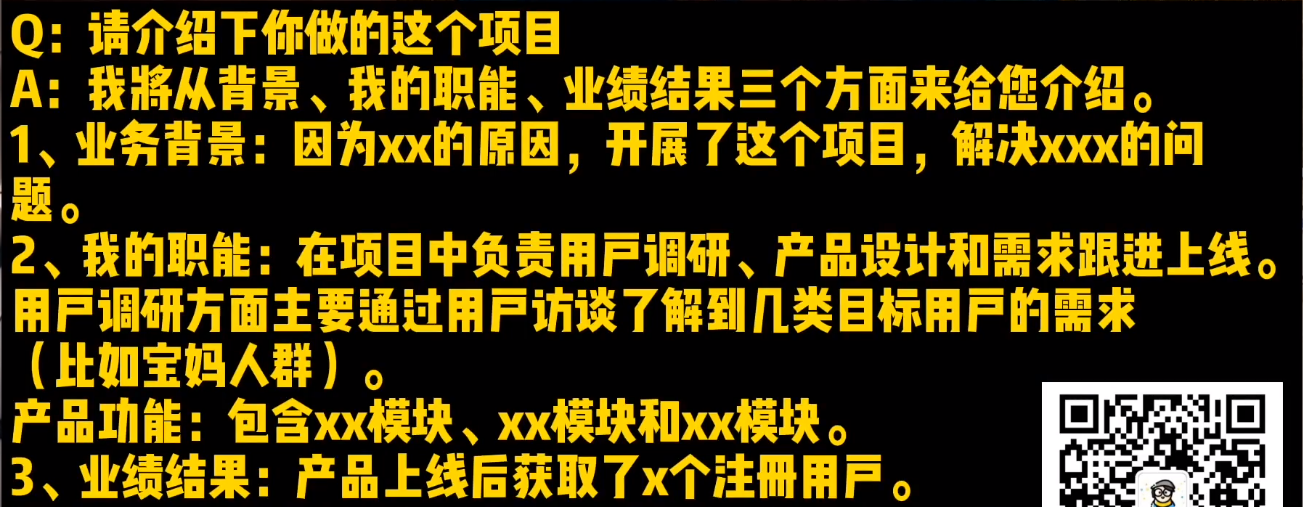 Q：请介绍下你做的这个项目
A：我将从背景、我的职能、业绩结果三个方面来给您介绍。
1、业务背景：因为xx的原因，开展了这个项目，解决xxx的问
题。
2、我的职能：在项目中负责用户调研、产品设计和需求跟进上线。
用户调研方面主要通过用户访谈了解到几类目标用户的需求
（比如宝妈人群）。
产品功能：包含xx模块、xx模块和xx模块。
3、业绩结果：产品上线后获取了x个注册用户。